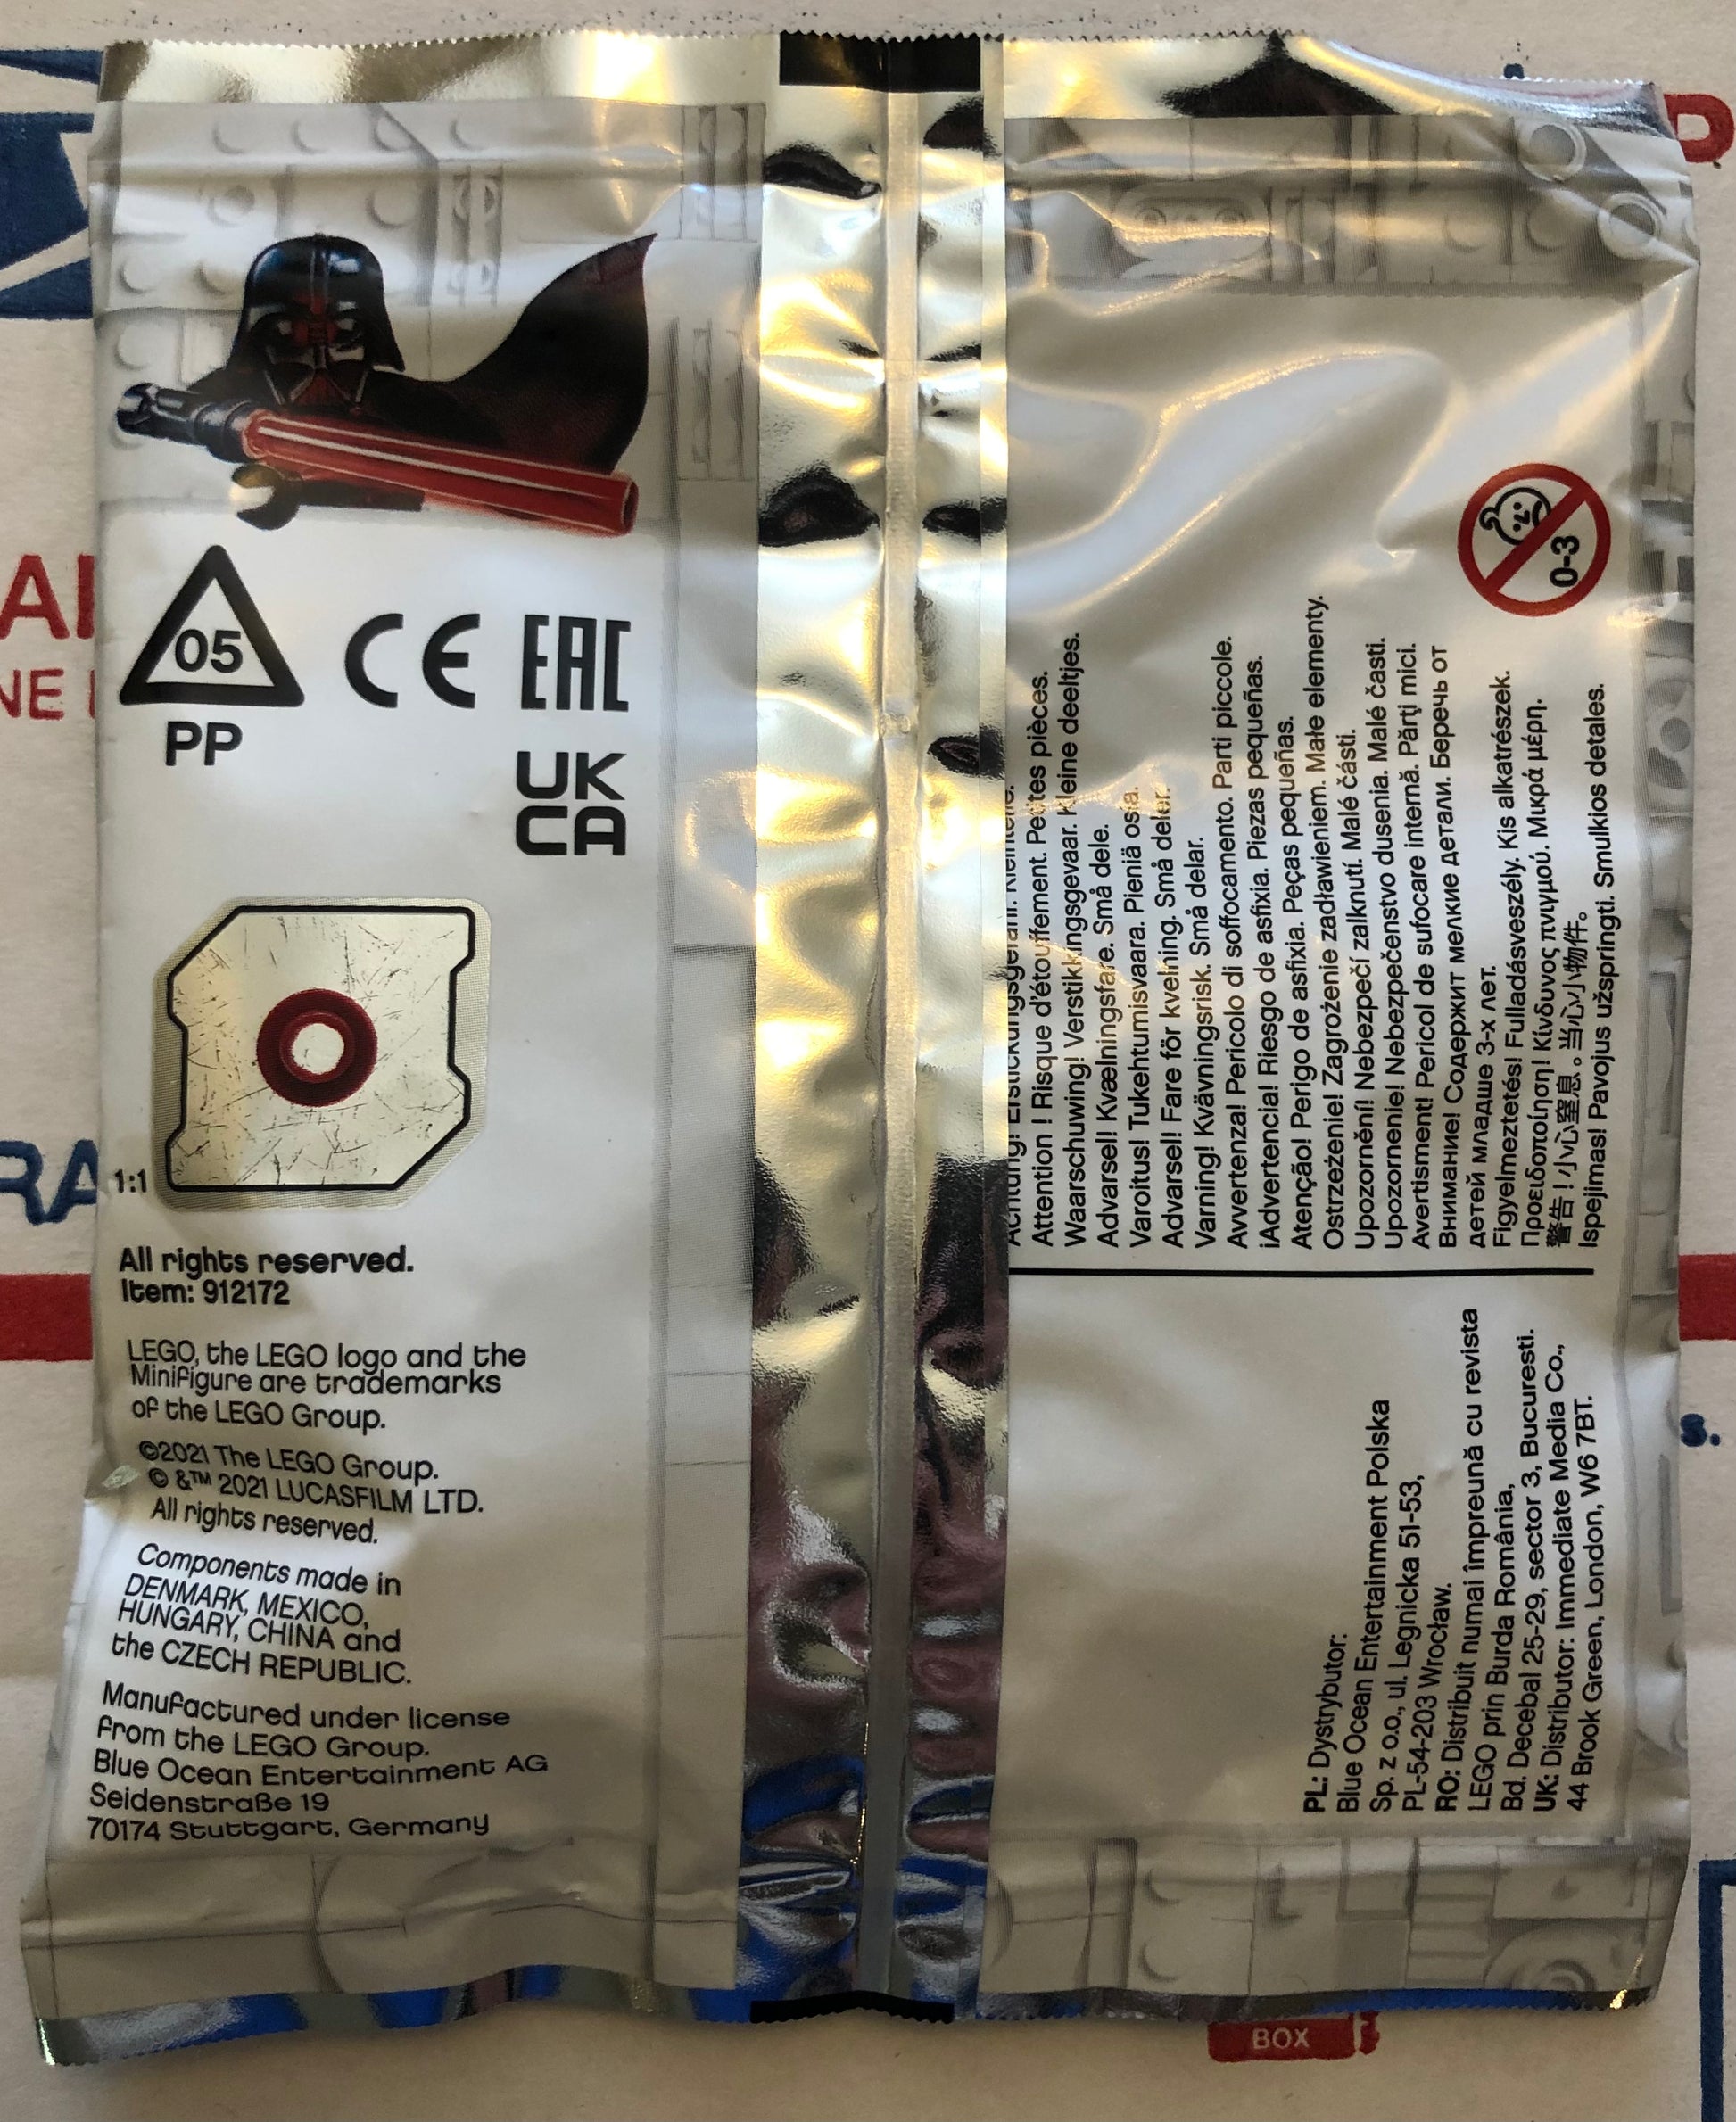 05
PP
CE EAC
UK
CA
1:1
All rights reserved.
Item: 912172
LEGO, the LEGO logo and the
Minifigure are trademarks
of the LEGO Group.
©2021 The LEGO Group.
© &™ 2021 LUCASFILM LTD.
All rights reserved.
Components made in
DENMARK, MEXICO,
HUNGARY, CHINA and
the CZECH REPUBLIC.
Manufactured under license
from the LEGO Group.
Blue Ocean Entertainment AG
Seidenstraße 19
70174 Stuttgart, Germany
0-3
Achtung! Erstickungsgefahr. Kleinteile.
Attention ! Risque d'étouffement. Petites pièces.
Waarschuwing! Verstikkingsgevaar. Kleine deeltjes.
Advarsel! Kvælningsfare. Små dele.
Varoitus! Tukehtumisvaara. Pieniä osia.
Advarsel! Fare för kvelning. Små deler.
Varning! Kvävningsrisk. Små delar.
Avvertenza! Pericolo di soffocamento. Parti piccole.
¡Advertencia! Riesgo de asfixia. Piezas pequeñas.
Atenção! Perigo de asfixia. Peças pequeñas.
Ostrzeżenie! Zagrożenie zadławieniem. Małe elementy.
Upozornění! Nebezpečí zalknutí. Malé části.
Upozornenie! Nebezpečenstvo dusenia. Malé časti.
Avertisment! Pericol de sufocare internă. Părţi mici.
Внимание! Содержит мелкие детали. Беречь от
детей младше 3-х лет.
Figyelmeztetés! Fulladásveszély. Kis alkatrészek.
Προειδοποίηση! Κίνδυνος πνιγμού. Μικρά μέρη.
警告！小心窒息。当心小物件。
Ispejimas! Pavojus užspringti. Smulkios detales.
PL: Dystrybutor:
Blue Ocean Entertainment Polska
Sp. z o.o., ul. Legnicka 51-53,
PL-54-203 Wrocław.
RO: Distribuit numai împreună cu revista
LEGO prin Burda România,
Bd. Decebal 25-29, sector 3, Bucuresti.
UK: Distributor: Immediate Media Co.,
44 Brook Green, London, W6 7BT.
BOX